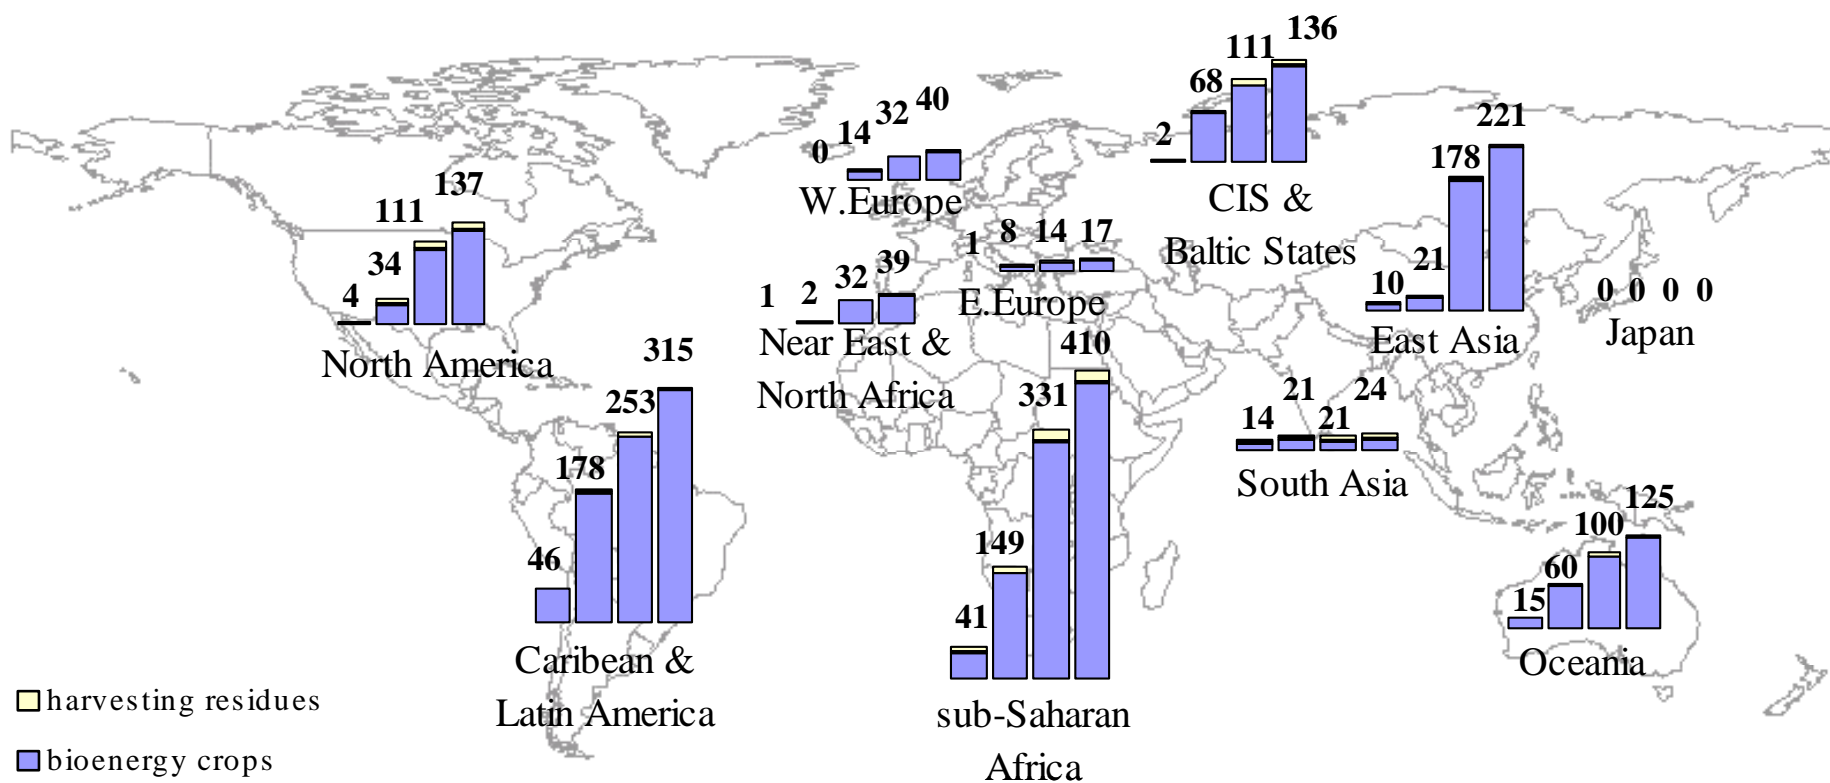 136
111
68
2
40
32
14
0
W.Europe
CIS &
Baltic States
221
178
21
10
East Asia
0 0 0 0
Japan
137
111
34
4
North America
17
14
8
1
E.Europe
39
32
2
1
Near East &
North Africa
315
253
178
46
Caribean &
Latin America
410
331
149
41
sub-Saharan
Africa
24
21
21
14
South Asia
125
100
60
15
Oceania
harvesting residues
bioenergy crops